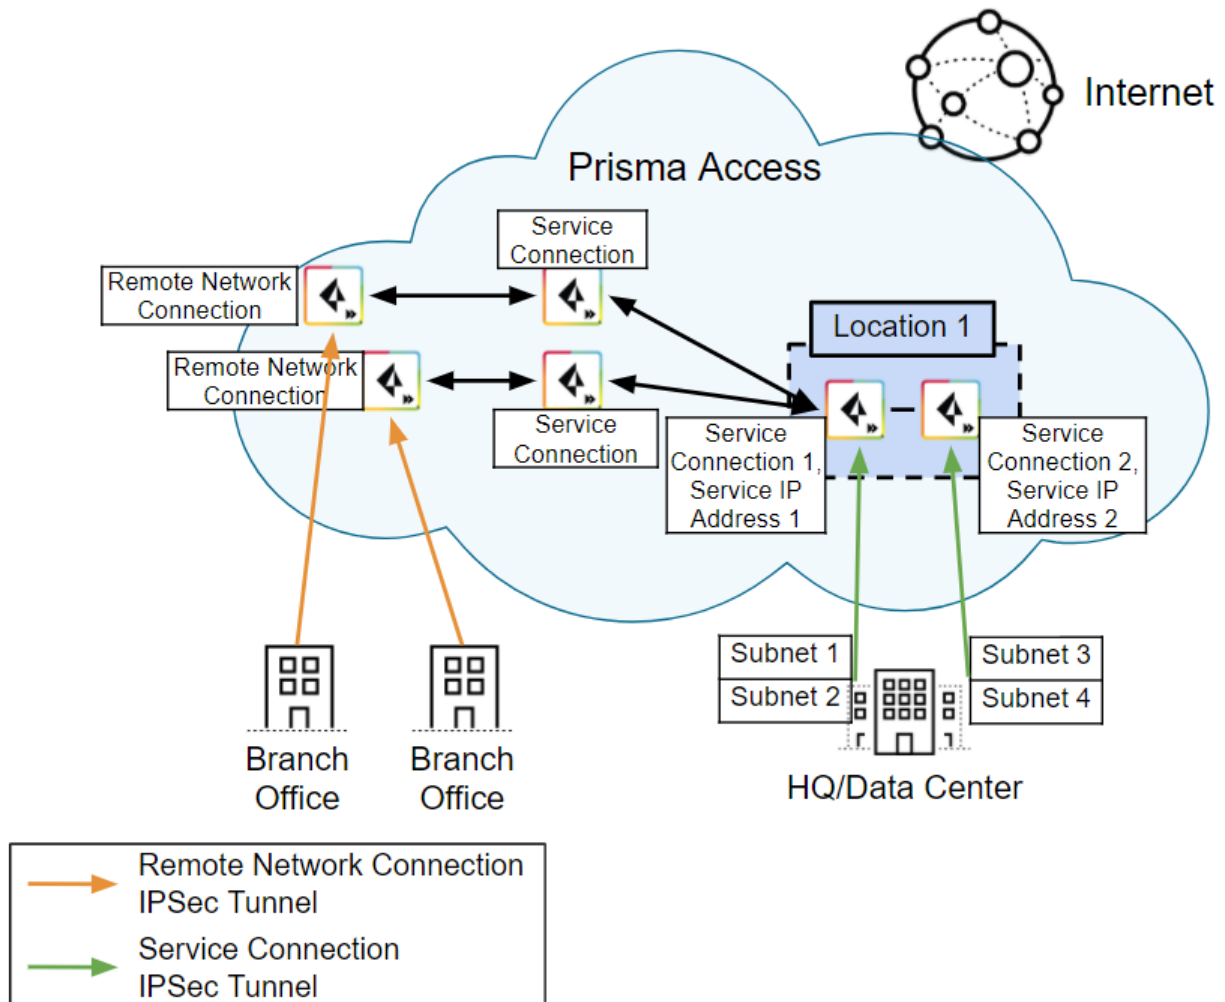 Internet
Prisma Access
Service
Connection
Remote Network
Connection
Location 1
Remote Network
Connection
Service
Connection
Service
Connection 1,
Service IP
Address 1
Service
Connection 2,
Service IP
Address 2
Subnet 1
Subnet 2
Subnet 3
Subnet 4
Branch
Office
Branch
Office
HQ/Data Center
Remote Network Connection
IPSec Tunnel
Service Connection
IPSec Tunnel